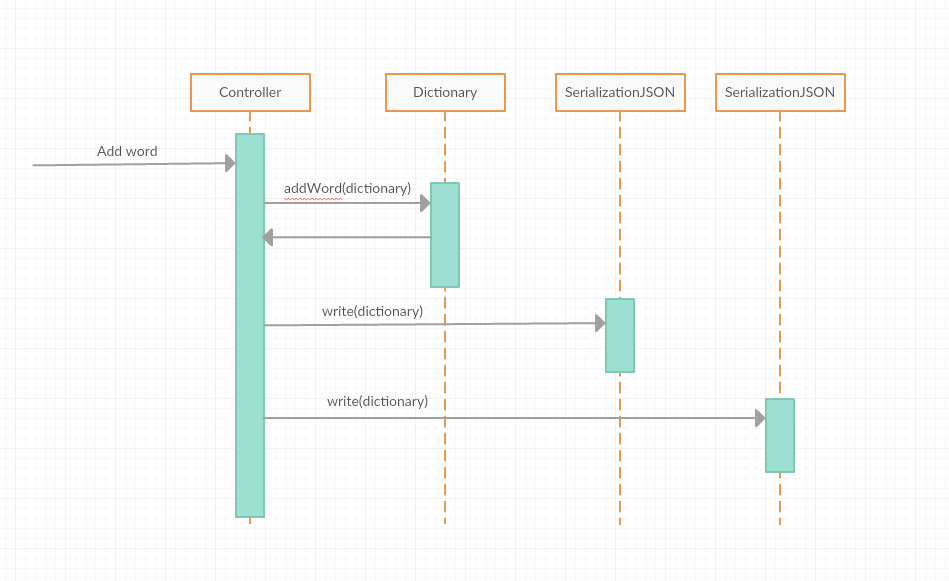 Controller
Dictionary
SerializationJSON
SerializationJSON
Add word
addWord(dictionary)
write(dictionary)
write(dictionary)